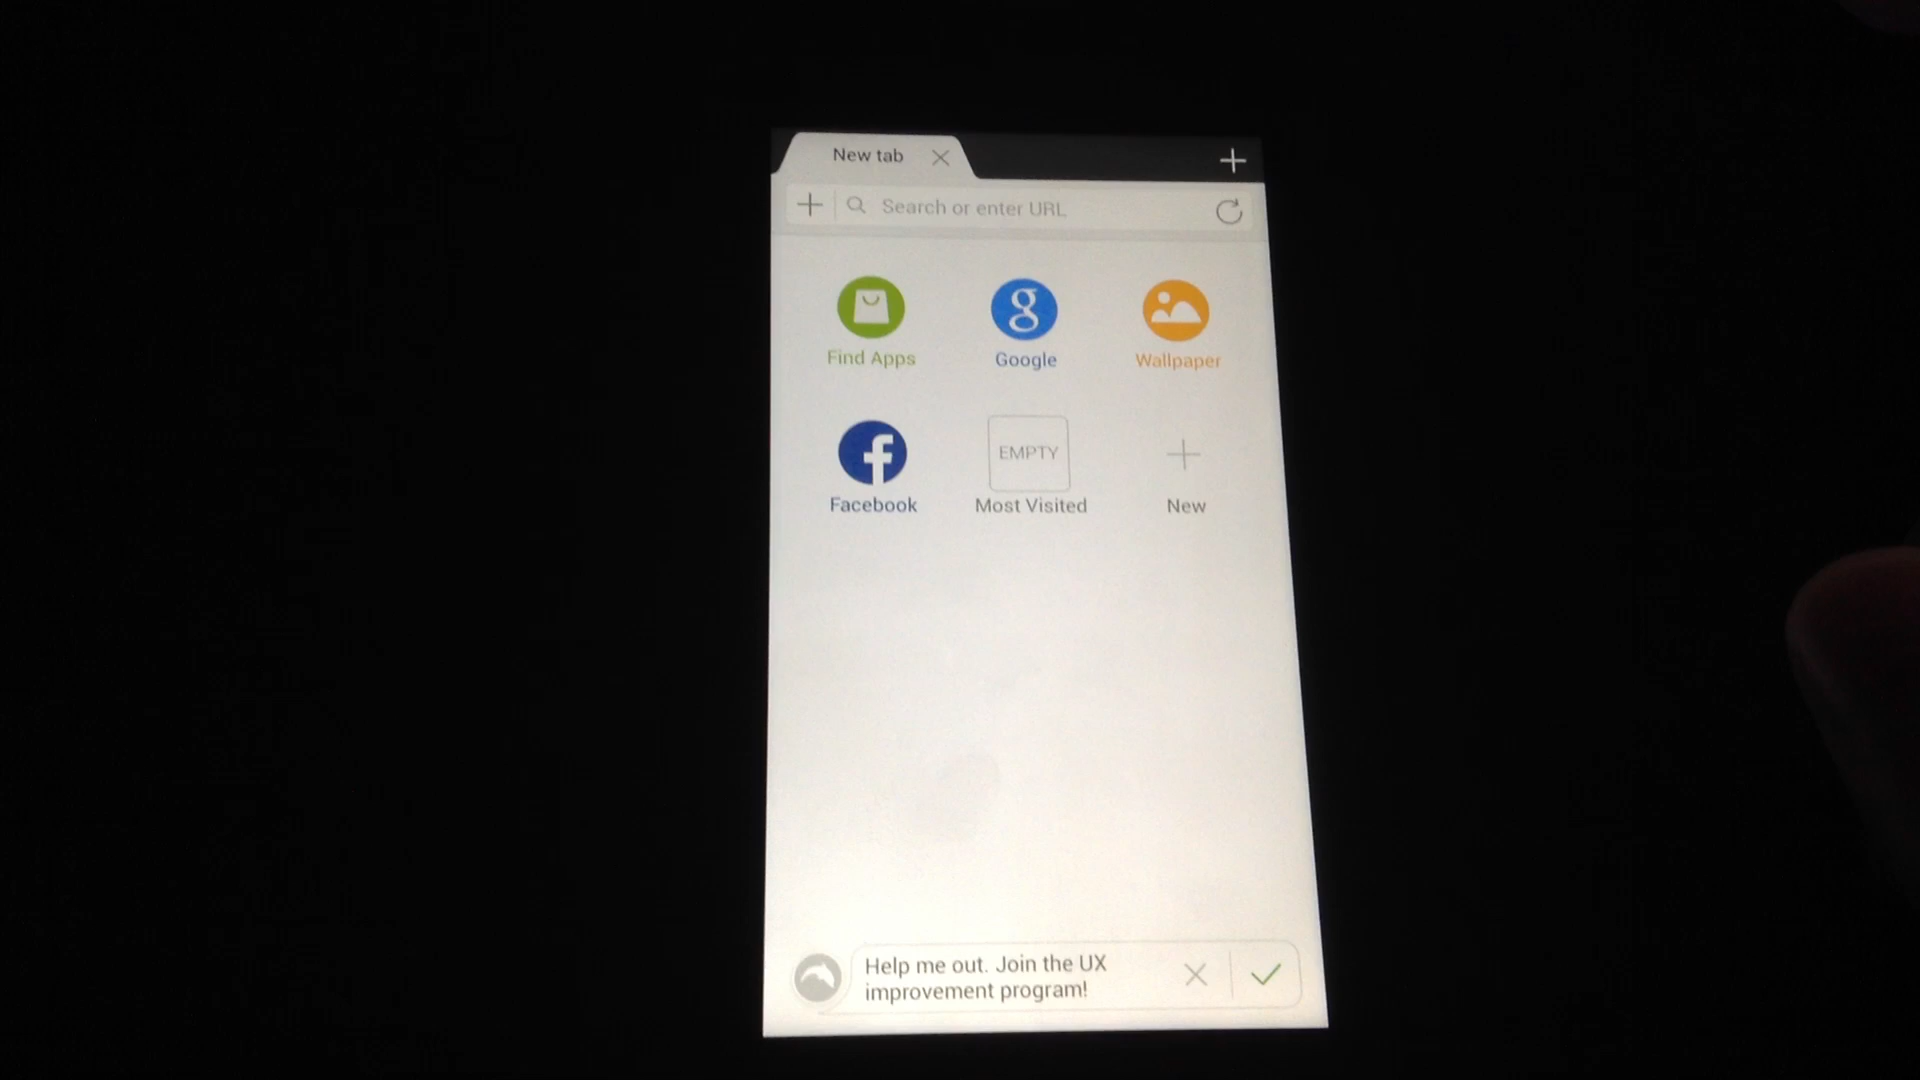 New tab
Search or enter URL
Find Apps
Google
Wallpaper
Facebook
EMPTY
Most Visited
New
Help me out. Join the UX
improvement program!